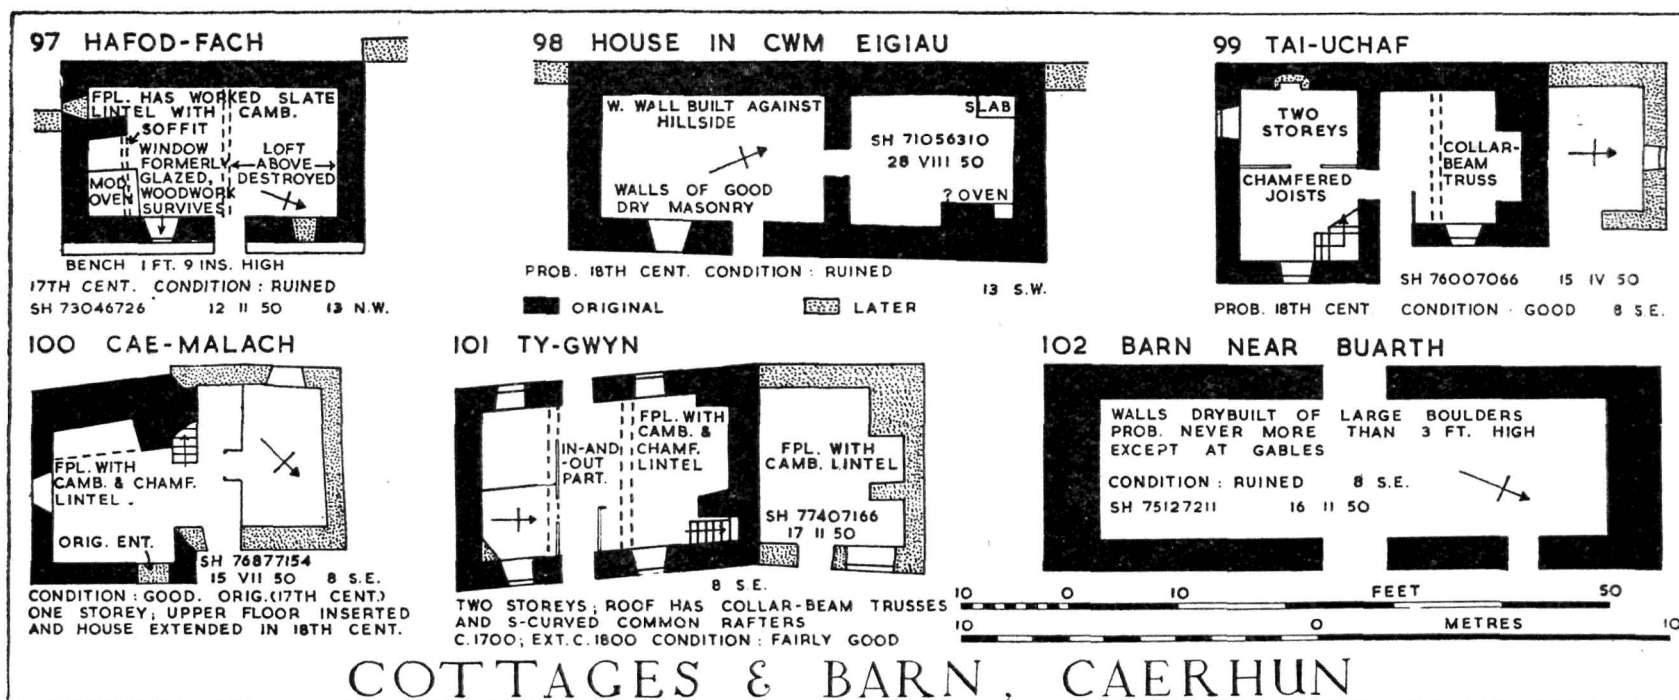 97 HAFOD-FACH
FPL. HAS WORKED SLATE
LINTEL WITH CAMB.
SOFFIT
WINDOW
FORMERLY
GLAZED,
WOODWORK
SURVIVES
LOFT
ABOVE
DESTROYED
MOD.
OVEN
BENCH 1 FT. 9 INS. HIGH
17TH CENT. CONDITION : RUINED
SH 73046726 12 II 50 13 N.W.
98 HOUSE IN CWM EIGIAU
W. WALL BUILT AGAINST
HILLSIDE
SLAB
SH 71056310
28 VIII 50
WALLS OF GOOD
DRY MASONRY
? OVEN
PROB. 18TH CENT. CONDITION : RUINED
13 S.W.
ORIGINAL
LATER
99 TAI-UCHAF
TWO
STOREYS
COLLAR-
BEAM
TRUSS
CHAMFERED
JOISTS
SH 76007066 15 IV 50
PROB. 18TH CENT CONDITION · GOOD 8 S.E.
100 CAE-MALACH
FPL. WITH
CAMB. & CHAMF.
LINTEL .
ORIG. ENT.
SH 76877154
15 VII 50 8 S.E.
CONDITION : GOOD. ORIG. (17TH CENT.)
ONE STOREY; UPPER FLOOR INSERTED
AND HOUSE EXTENDED IN 18TH CENT.
101 TY-GWYN
IN-AND
-OUT
PART.
FPL. WITH
CAMB. &
CHAMF.
LINTEL
FPL. WITH
CAMB. LINTEL
SH 77407166
17 II 50
8 S.E.
TWO STOREYS; ROOF HAS COLLAR-BEAM TRUSSES
AND S-CURVED COMMON RAFTERS
C.1700; EXT. C.1800 CONDITION : FAIRLY GOOD
102 BARN NEAR BUARTH
WALLS DRYBUILT OF LARGE BOULDERS
PROB. NEVER MORE THAN 3 FT. HIGH
EXCEPT AT GABLES
CONDITION : RUINED 8 S.E.
SH 75127211 16 II 50
10 0 10 FEET 50
10 0 METRES 10
COTTAGES & BARN, CAERHUN